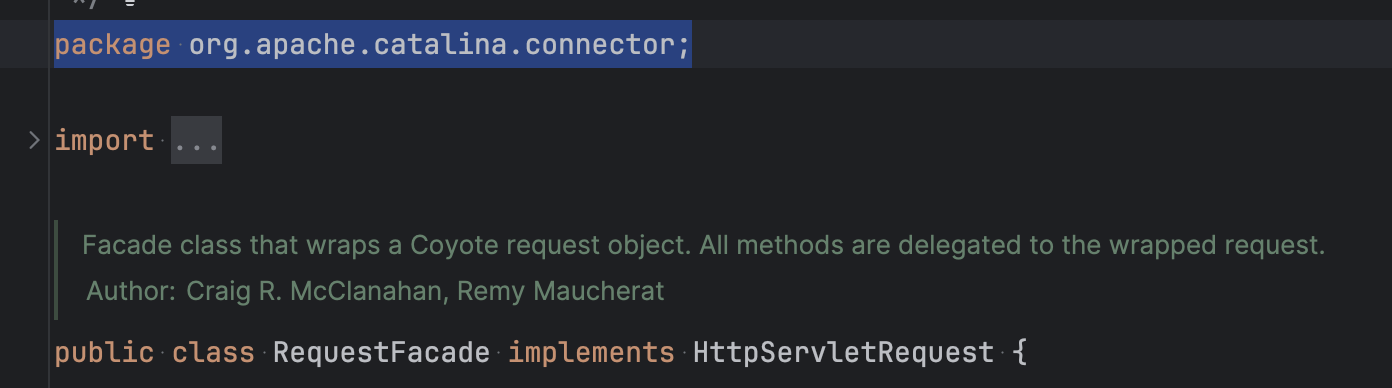 */
package org.apache.catalina.connector;
import ...
Facade class that wraps a Coyote request object. All methods are delegated to the wrapped request.
Author: Craig R. McClanahan, Remy Maucherat
public class RequestFacade implements HttpServletRequest {